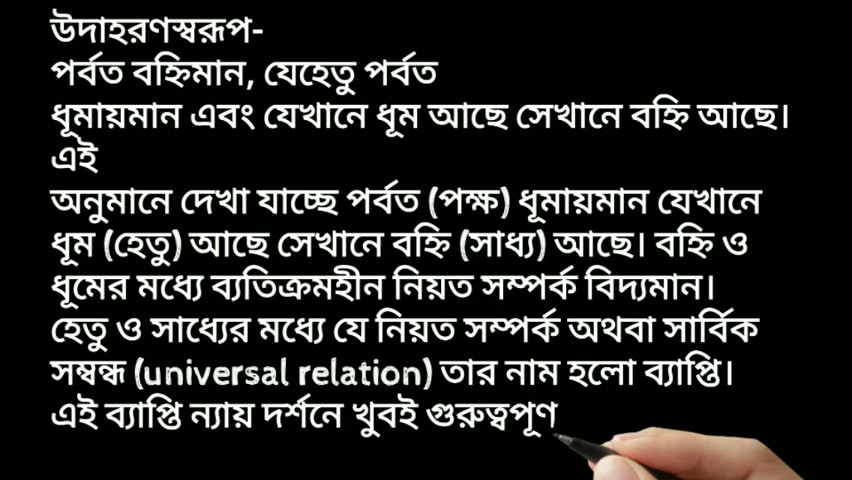 উদাহরণস্বরূপ-
পর্বত বহ্নিমান, যেহেতু পর্বত
ধূমায়মান এবং যেখানে ধূম আছে সেখানে বহ্নি আছে।
এই
অনুমানে দেখা যাচ্ছে পর্বত (পক্ষ) ধূমায়মান যেখানে
ধূম (হেতু) আছে সেখানে বহ্নি (সাধ্য) আছে। বহ্নি ও
ধূমের মধ্যে ব্যতিক্রমহীন নিয়ত সম্পর্ক বিদ্যমান।
হেতু ও সাধ্যের মধ্যে যে নিয়ত সম্পর্ক অথবা সার্বিক
সম্বন্ধ (universal relation) তার নাম হলো ব্যাপ্তি।
এই ব্যাপ্তি ন্যায় দর্শনে খুবই গুরুত্বপূণ